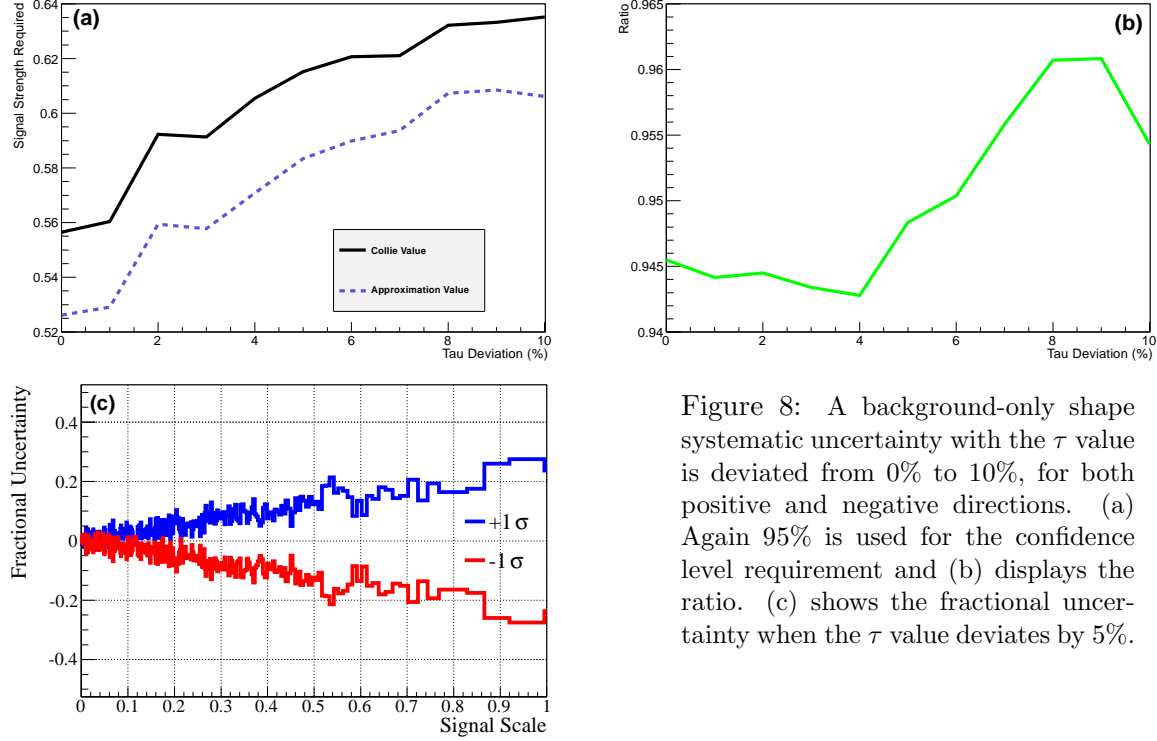 (a)
Signal Strength Required
0.64
0.62
0.6
0.58
0.56
0.54
0.52
0 2 4 6 8 10
Tau Deviation (%)
Collie Value
Approximation Value
(b)
Ratio
0.965
0.96
0.955
0.95
0.945
0.94
0 2 4 6 8 10
Tau Deviation (%)
(c)
Fractional Uncertainty
0.4
0.2
0
-0.2
-0.4
+1 σ
-1 σ
0 0.1 0.2 0.3 0.4 0.5 0.6 0.7 0.8 0.9 1
Signal Scale
Figure 8: A background-only shape
systematic uncertainty with the τ value
is deviated from 0% to 10%, for both
positive and negative directions. (a)
Again 95% is used for the confidence
level requirement and (b) displays the
ratio. (c) shows the fractional uncer-
tainty when the τ value deviates by 5%.